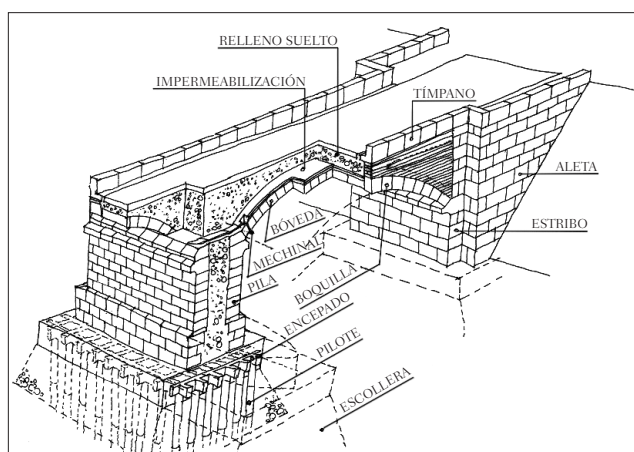 RELLENO SUELTO
IMPERMEABILIZACIÓN
TÍMPANO
ALETA
ESTRIBO
BÓVEDA
MECHINAL
PILA
BOQUILLA
ENCEPADO
PILOTE
ESCOLLERA